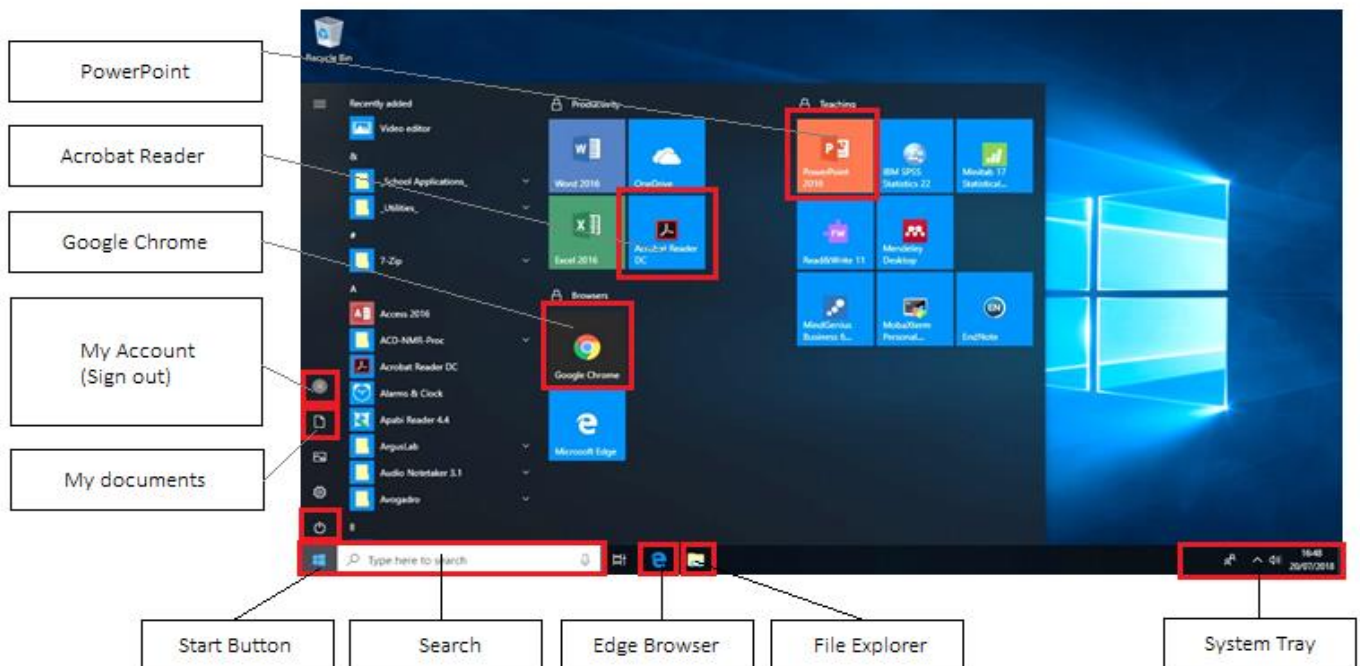 Recycle Bin
PowerPoint
Acrobat Reader
Google Chrome
My Account
(Sign out)
My documents
Recently added
Video editor
&
_School Applications_
_Utilities_
#
7-Zip
A
Access 2016
ACD-NMR-Proc
Acrobat Reader DC
Alarms & Clock
Apabi Reader 4.4
ArgusLab
Audio Notetaker 3.1
Avogadro
B
Productivity
Word 2016
OneDrive
Excel 2016
Acrobat Reader
DC
Browsers
Google Chrome
Microsoft Edge
Teaching
PowerPoint
2016
IBM SPSS
Statistics 22
Minitab 17
Statistical...
rw
Read&Write 11
Mendeley
Desktop
MindGenius
Business &...
MobaXterm
Personal...
EN
EndNote
Type here to search
16:48
20/07/2018
Start Button
Search
Edge Browser
File Explorer
System Tray